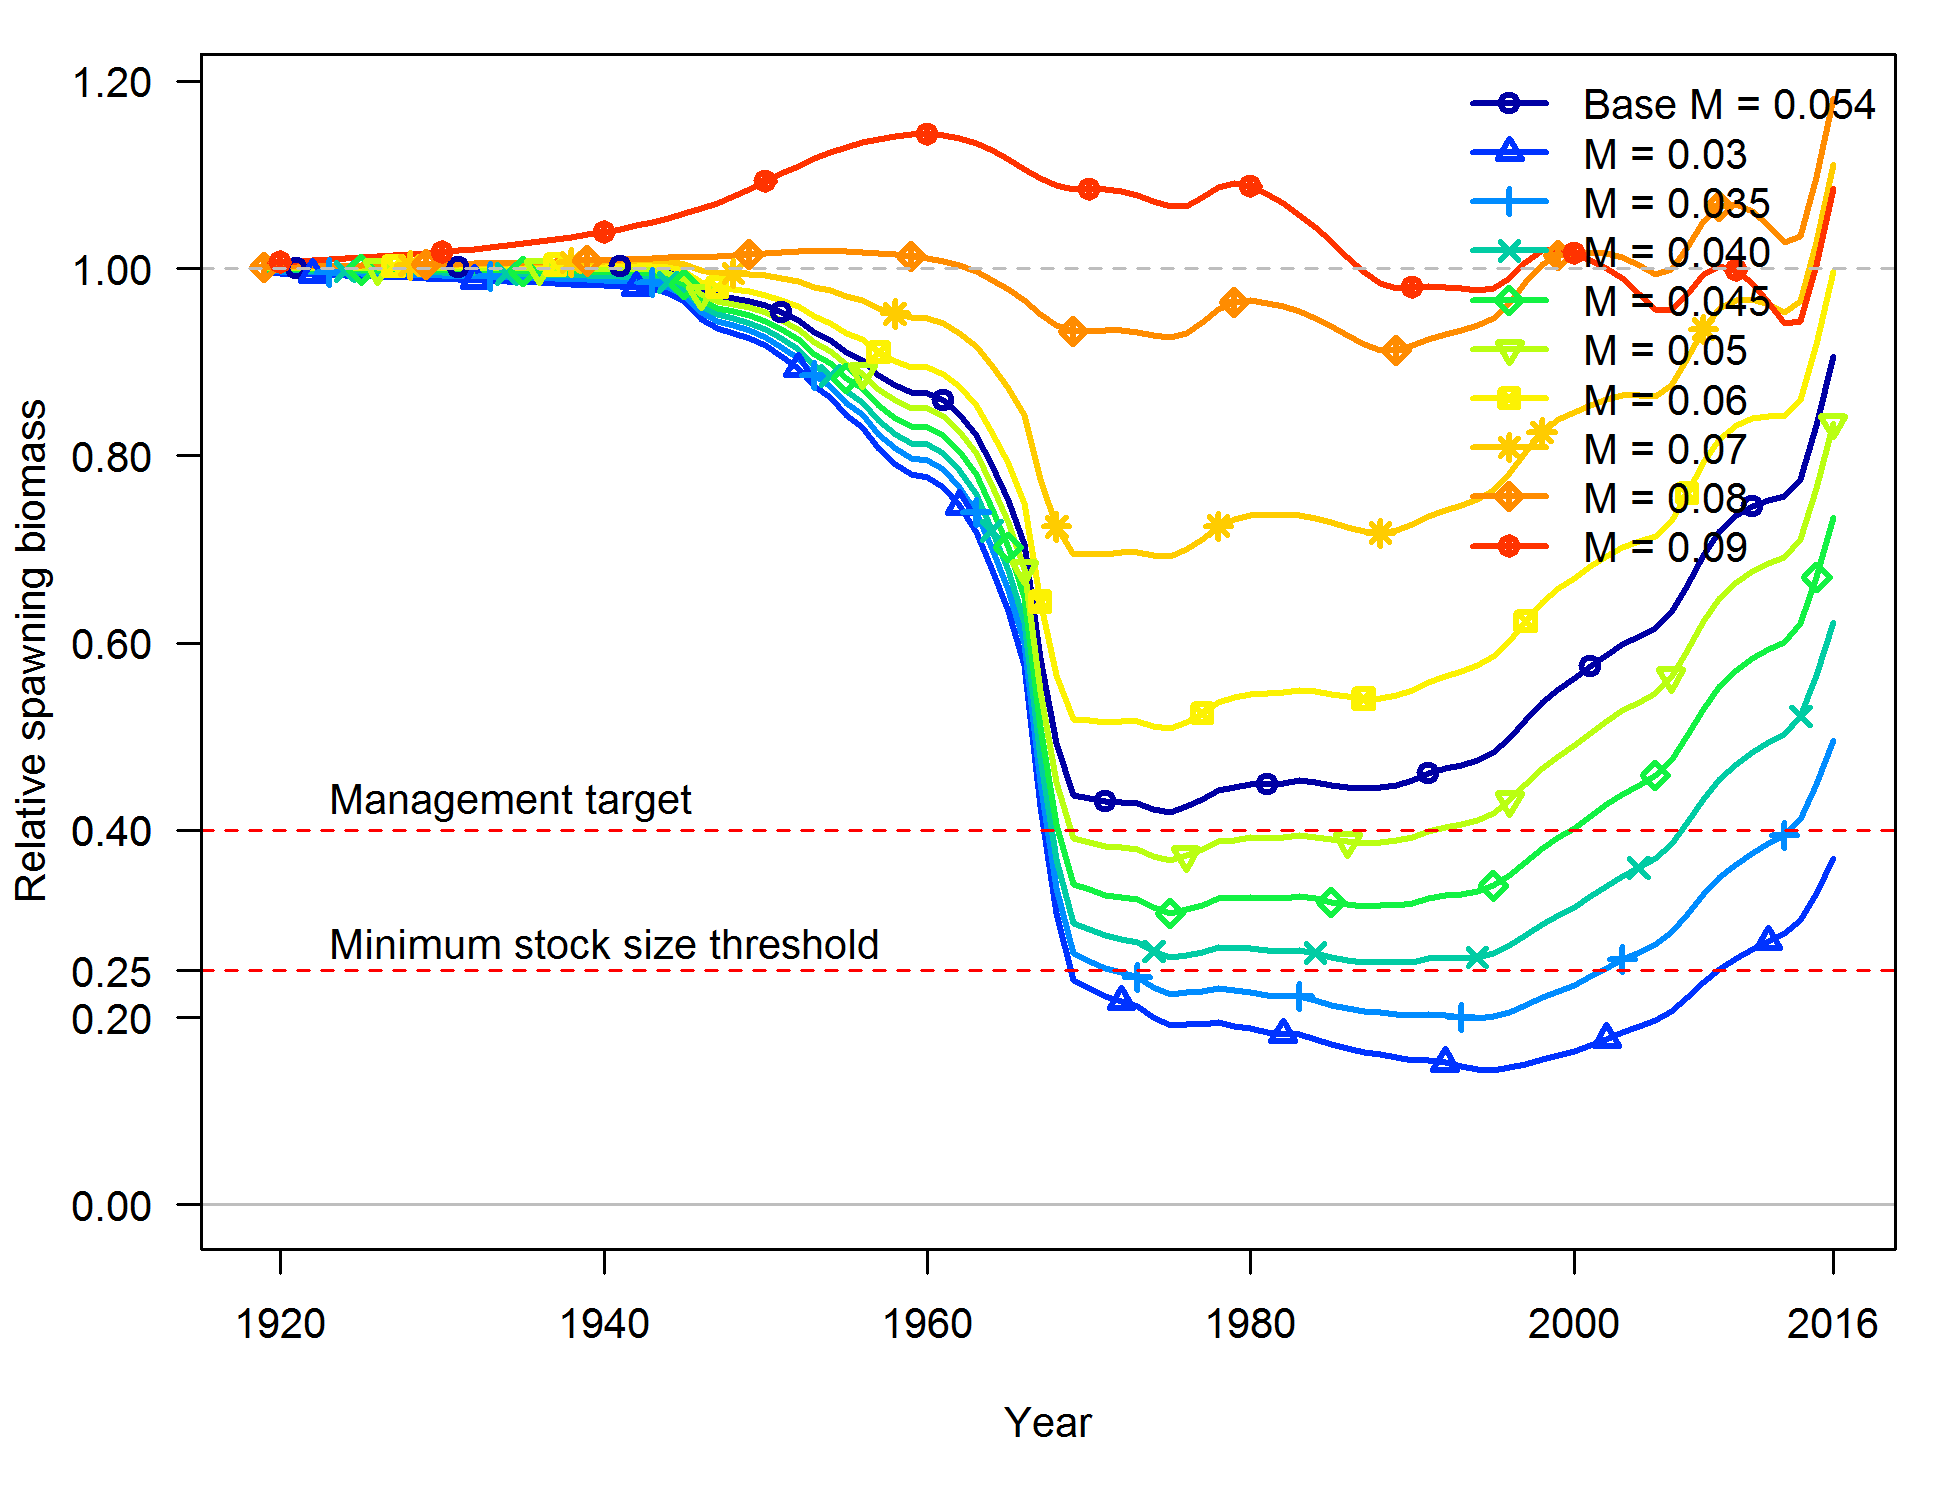 1.20
1.00
0.80
0.60
0.40
0.25
0.20
0.00
Relative spawning biomass
Base M = 0.054
M = 0.03
M = 0.035
M = 0.040
M = 0.045
M = 0.05
M = 0.06
M = 0.07
M = 0.08
M = 0.09
Management target
Minimum stock size threshold
1920 1940 1960 1980 2000 2016
Year